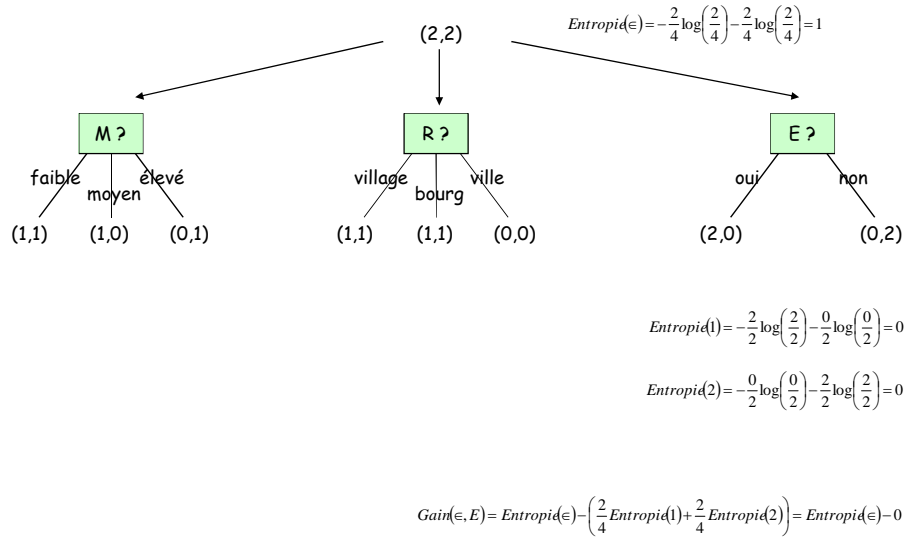 (2,2)
Entropie(∈)=−2/4 log(2/4)−2/4 log(2/4)=1
M ?
R ?
E ?
faible
moyen
élevé
village
bourg
ville
oui
non
(1,1)
(1,0)
(0,1)
(1,1)
(1,1)
(0,0)
(2,0)
(0,2)
Entropie(1)=−2/2 log(2/2)−0/2 log(0/2)=0
Entropie(2)=−0/2 log(0/2)−2/2 log(2/2)=0
Gain(∈,E)=Entropie(∈)−(2/4 Entropie(1)+2/4 Entropie(2))=Entropie(∈)−0